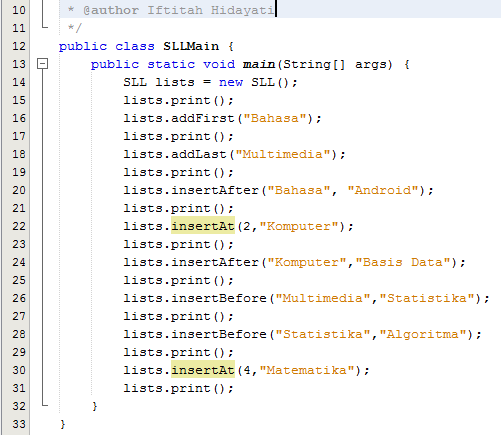 10 * @author Iftitah Hidayati
11 */
12 public class SLLMain {
13 public static void main(String[] args) {
14 SLL lists = new SLL();
15 lists.print();
16 lists.addFirst("Bahasa");
17 lists.print();
18 lists.addLast("Multimedia");
19 lists.print();
20 lists.insertAfter("Bahasa", "Android");
21 lists.print();
22 lists.insertAt(2,"Komputer");
23 lists.print();
24 lists.insertAfter("Komputer","Basis Data");
25 lists.print();
26 lists.insertBefore("Multimedia","Statistika");
27 lists.print();
28 lists.insertBefore("Statistika","Algoritma");
29 lists.print();
30 lists.insertAt(4,"Matematika");
31 lists.print();
32 }
33 }